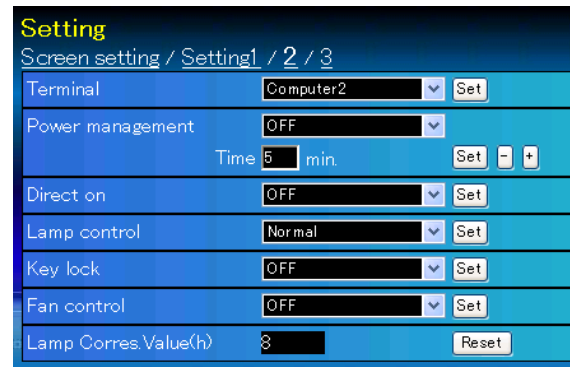 Setting
Screen setting / Setting1 / 2 / 3
Terminal Computer2 Set
Power management OFF
Time 5 min. Set - +
Direct on OFF Set
Lamp control Normal Set
Key lock OFF Set
Fan control OFF Set
Lamp Corres.Value(h) 8 Reset